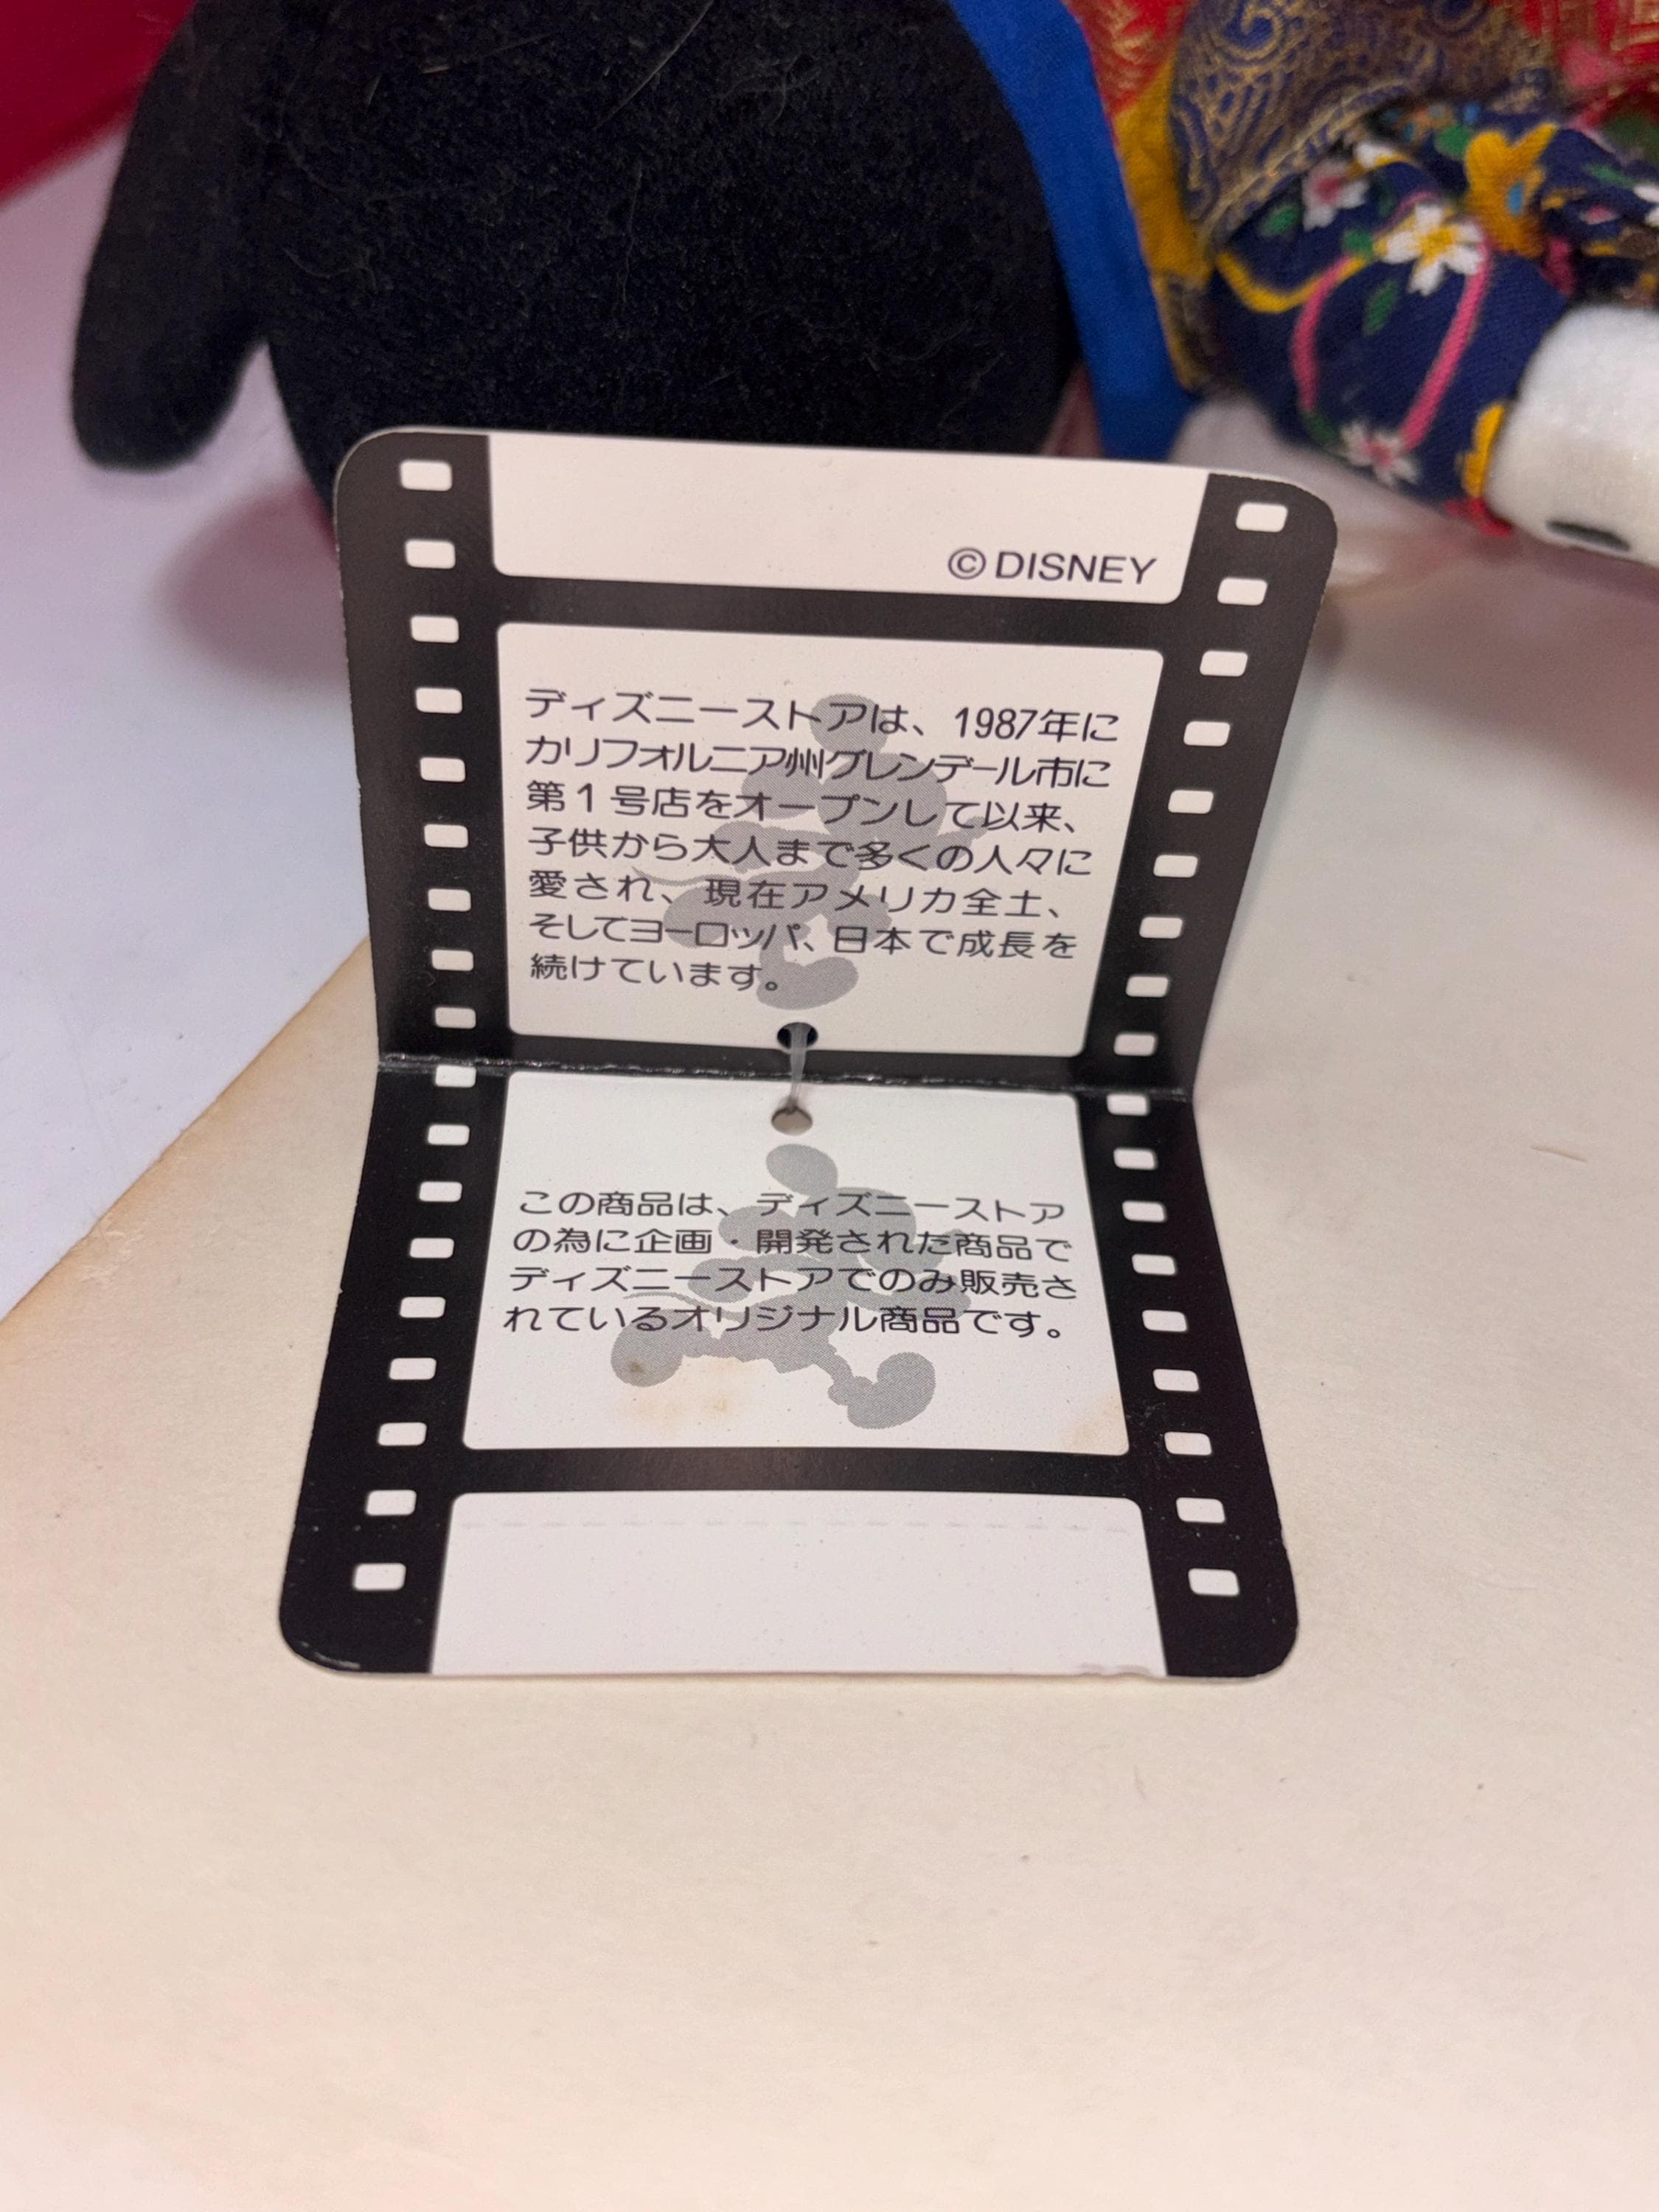 ©DISNEY
ディズニーストアは、1987年に
カリフォルニア州グレンデール市に
第1号店をオープンして以来、
子供から大人まで多くの人々に
愛され、現在アメリカ全土、
そしてヨーロッパ、日本で成長を
続けています。
この商品は、ディズニーストア
の為に企画・開発された商品で
ディズニーストアでのみ販売さ
れているオリジナル商品です。